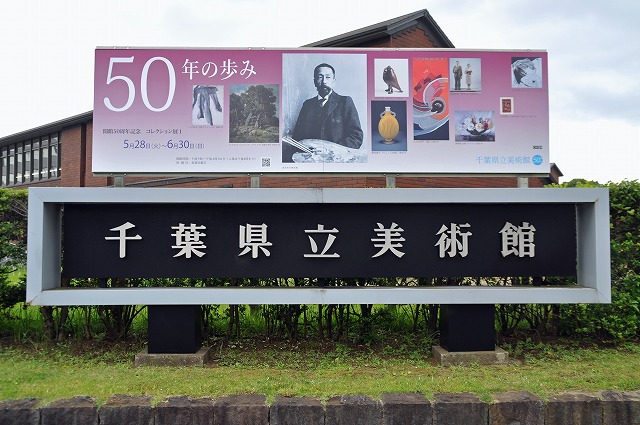 50年の歩み
開館50周年記念 コレクション展1
5月28日(火)~6月30日(日)
千葉県立美術館
千葉県立美術館